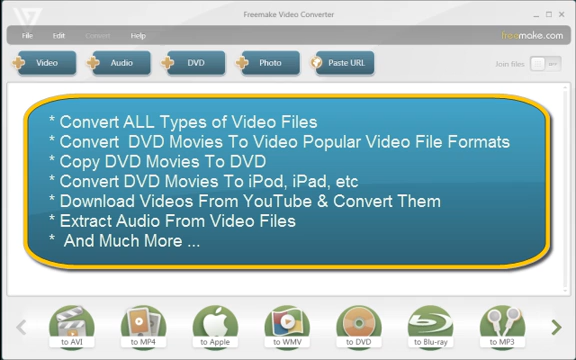 Freemake Video Converter
File Edit Convert Help
freemake.com
Video Audio DVD Photo Paste URL Join files
* Convert ALL Types of Video Files
* Convert DVD Movies To Video Popular Video File Formats
* Copy DVD Movies To DVD
* Convert DVD Movies To iPod, iPad, etc
* Download Videos From YouTube & Convert Them
* Extract Audio From Video Files
* And Much More ...
to AVI to MP4 to Apple to WMV to DVD to Blu-ray to MP3